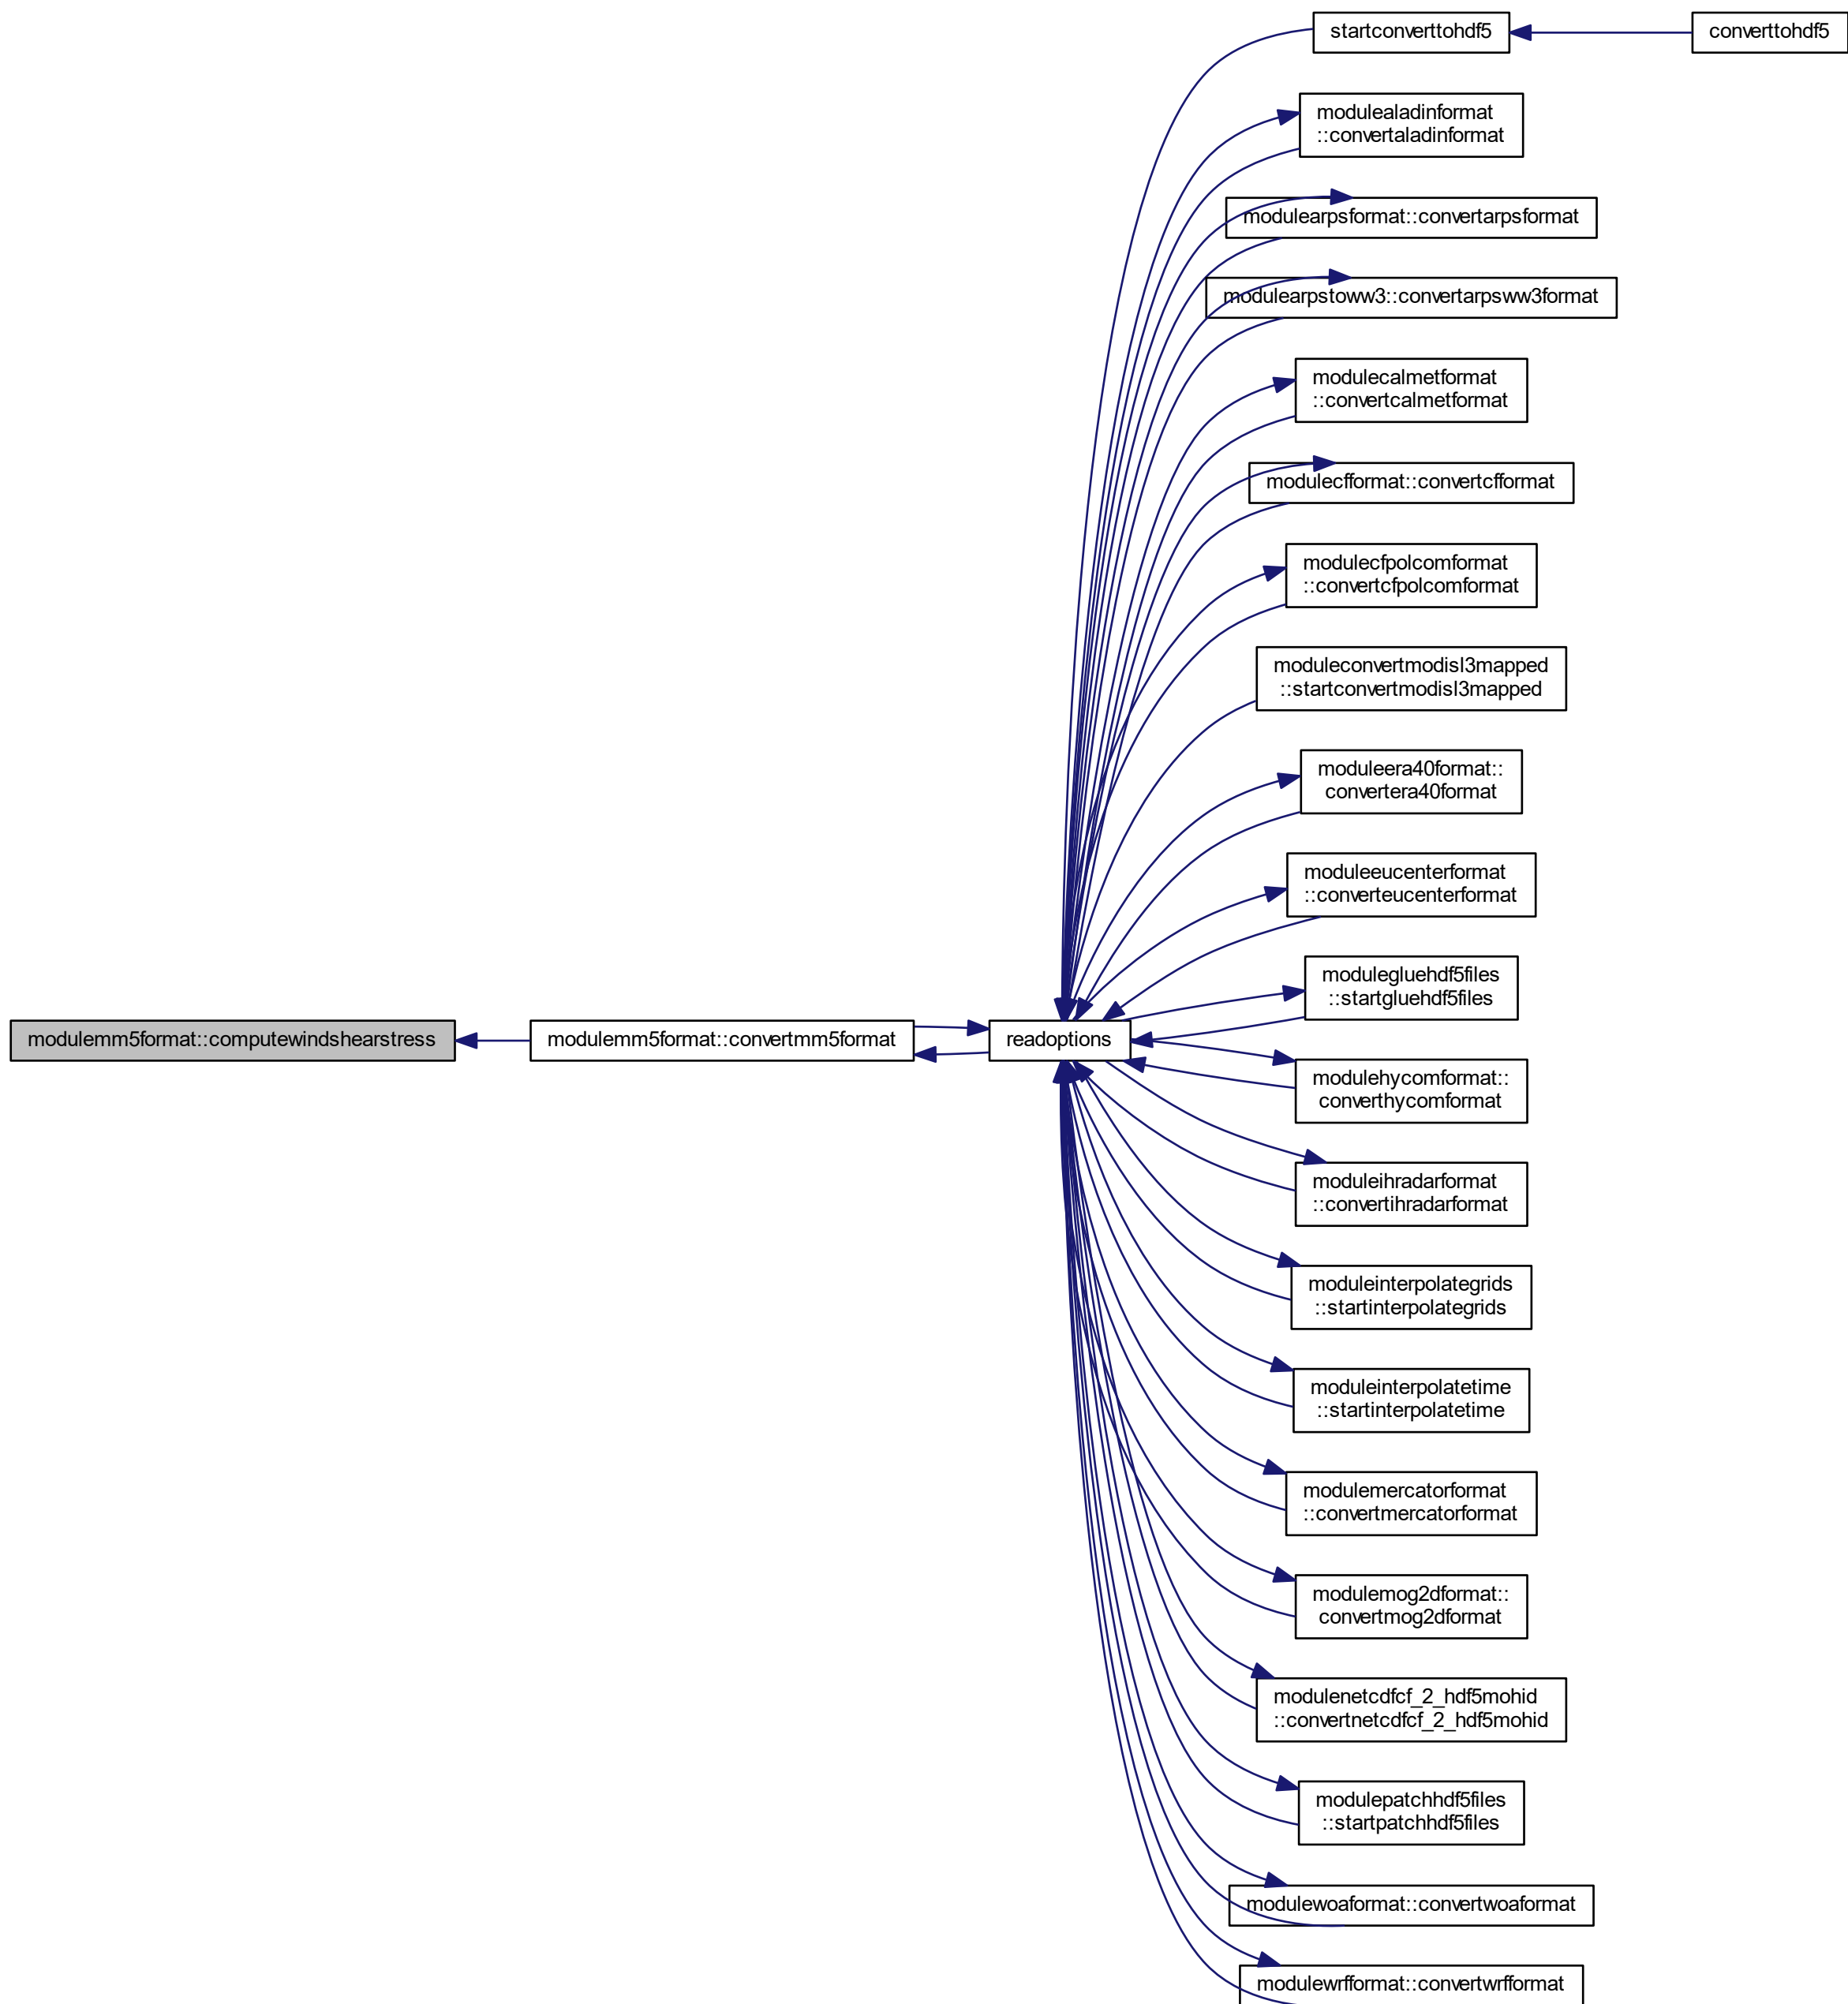 startconverttohdf5
converttohdf5
modulealadinformat
::convertaladinformat
modulearpsformat::convertarpsformat
modulearpstoww3::convertarpsww3format
modulecalmetformat
::convertcalmetformat
modulecfformat::convertcfformat
modulecfpolcomformat
::convertcfpolcomformat
moduleconvertmodisl3mapped
::startconvertmodisl3mapped
moduleera40format::
convertera40format
moduleeucenterformat
::converteucenterformat
modulegluehdf5files
::startgluehdf5files
modulemm5format::computewindshearstress
modulemm5format::convertmm5format
readoptions
modulehycomformat::
converthycomformat
moduleihradarformat
::convertihradarformat
moduleinterpolategrids
::startinterpolategrids
moduleinterpolatetime
::startinterpolatetime
modulemercatorformat
::convertmercatorformat
modulemog2dformat::
convertmog2dformat
modulenetcdfcf_2_hdf5mohid
::convertnetcdfcf_2_hdf5mohid
modulepatchhdf5files
::startpatchhdf5files
modulewoaformat::convertwoaformat
modulewrfformat::convertwrfformat